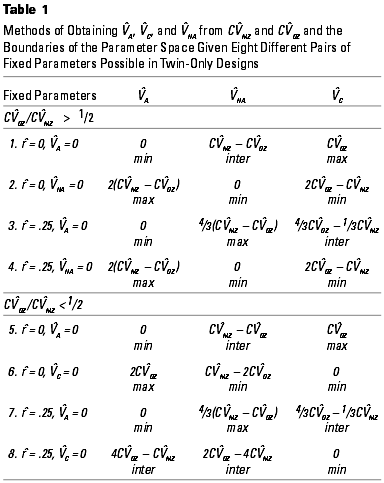 Table 1
Methods of Obtaining V̂A, V̂C, and V̂NA from CV̂MZ and CV̂DZ and the
Boundaries of the Parameter Space Given Eight Different Pairs of
Fixed Parameters Possible in Twin-Only Designs
Fixed Parameters V̂A V̂NA V̂C
CV̂DZ/CV̂MZ > 1/2
1. r̂ = 0, V̂A = 0 0 CV̂MZ – CV̂DZ CV̂DZ
min inter max
2. r̂ = 0, V̂NA = 0 2(CV̂MZ – CV̂DZ) 0 2CV̂DZ – CV̂MZ
max min min
3. r̂ = .25, V̂A = 0 0 4/3(CV̂MZ – CV̂DZ) 4/3CV̂DZ – 1/3CV̂MZ
min max inter
4. r̂ = .25, V̂NA = 0 2(CV̂MZ – CV̂DZ) 0 2CV̂DZ – CV̂MZ
max min min
CV̂DZ/CV̂MZ < 1/2
5. r̂ = 0, V̂A = 0 0 CV̂MZ – CV̂DZ CV̂DZ
min inter max
6. r̂ = 0, V̂C = 0 2CV̂DZ CV̂MZ – 2CV̂DZ 0
max min min
7. r̂ = .25, V̂A = 0 0 4/3(CV̂MZ – CV̂DZ) 4/3CV̂DZ – 1/3CV̂MZ
min max inter
8. r̂ = .25, V̂C = 0 4CV̂DZ – CV̂MZ 2CV̂DZ – 4CV̂MZ 0
inter inter min